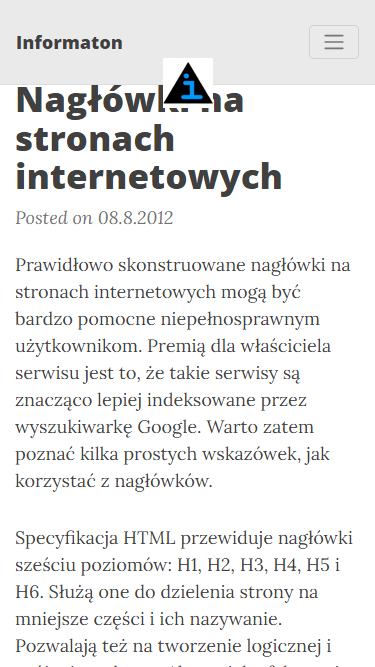 Informaton
Nagłówki na
stronach
internetowych
Posted on 08.8.2012
Prawidłowo skonstruowane nagłówki na
stronach internetowych mogą być
bardzo pomocne niepełnosprawnym
użytkownikom. Premią dla właściciela
serwisu jest to, że takie serwisy są
znacząco lepiej indeksowane przez
wyszukiwarkę Google. Warto zatem
poznać kilka prostych wskazówek, jak
korzystać z nagłówków.
Specyfikacja HTML przewiduje nagłówki
sześciu poziomów: H1, H2, H3, H4, H5 i
H6. Służą one do dzielenia strony na
mniejsze części i ich nazywanie.
Pozwalają też na tworzenie logicznej i